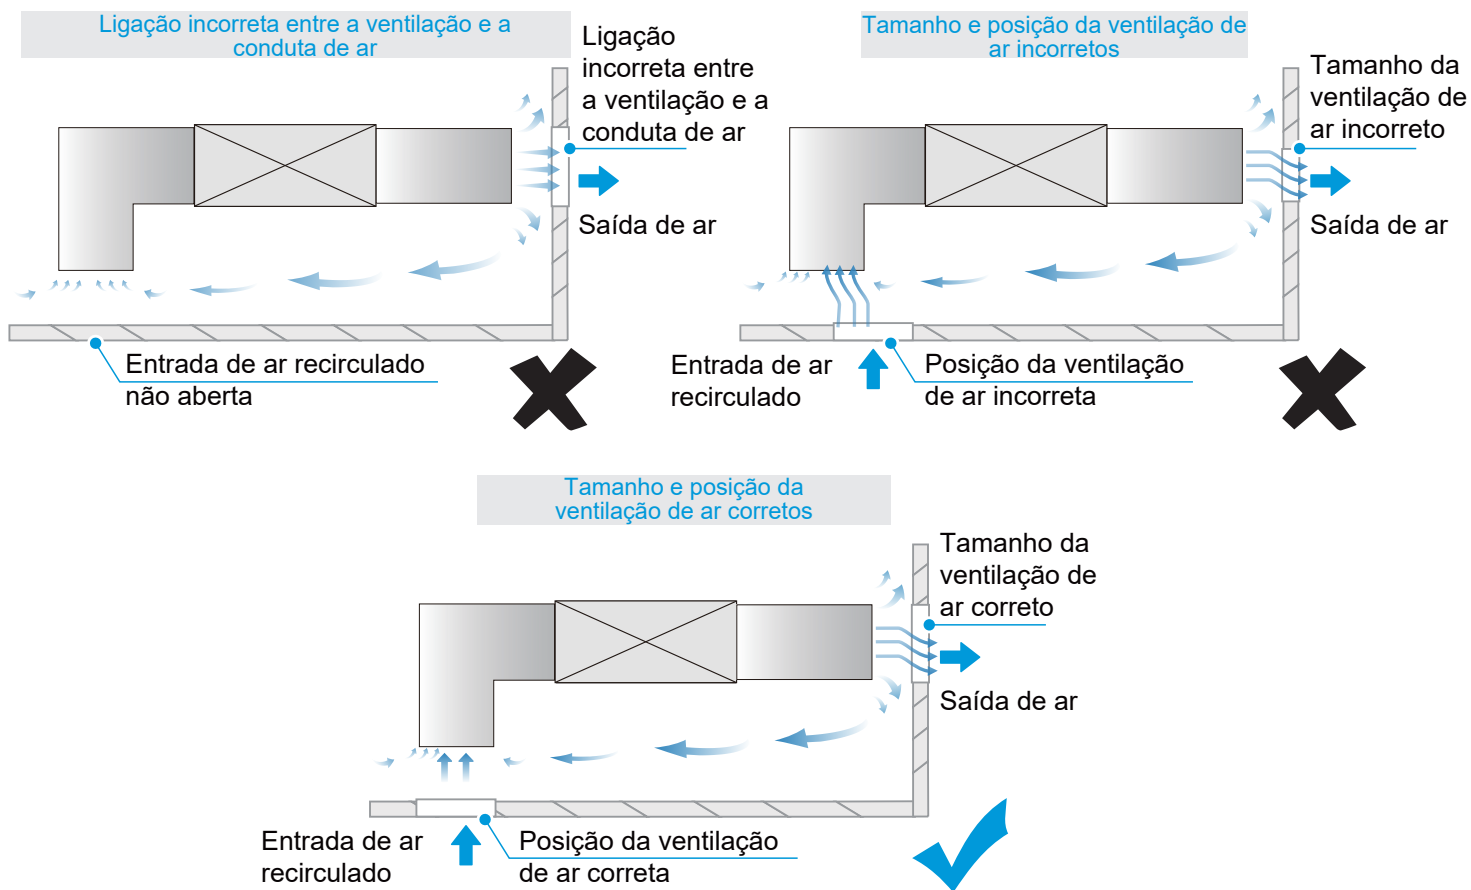 Ligação incorreta entre a ventilação e a
conduta de ar
Ligação
incorreta entre
a ventilação e a
conduta de ar
Saída de ar
Entrada de ar recirculado
não aberta
Tamanho e posição da ventilação de
ar incorretos
Tamanho da
ventilação de
ar incorreto
Saída de ar
Entrada de ar
recirculado
Posição da ventilação
de ar incorreta
Tamanho e posição da
ventilação de ar corretos
Tamanho da
ventilação de
ar correto
Saída de ar
Entrada de ar
recirculado
Posição da ventilação
de ar correta